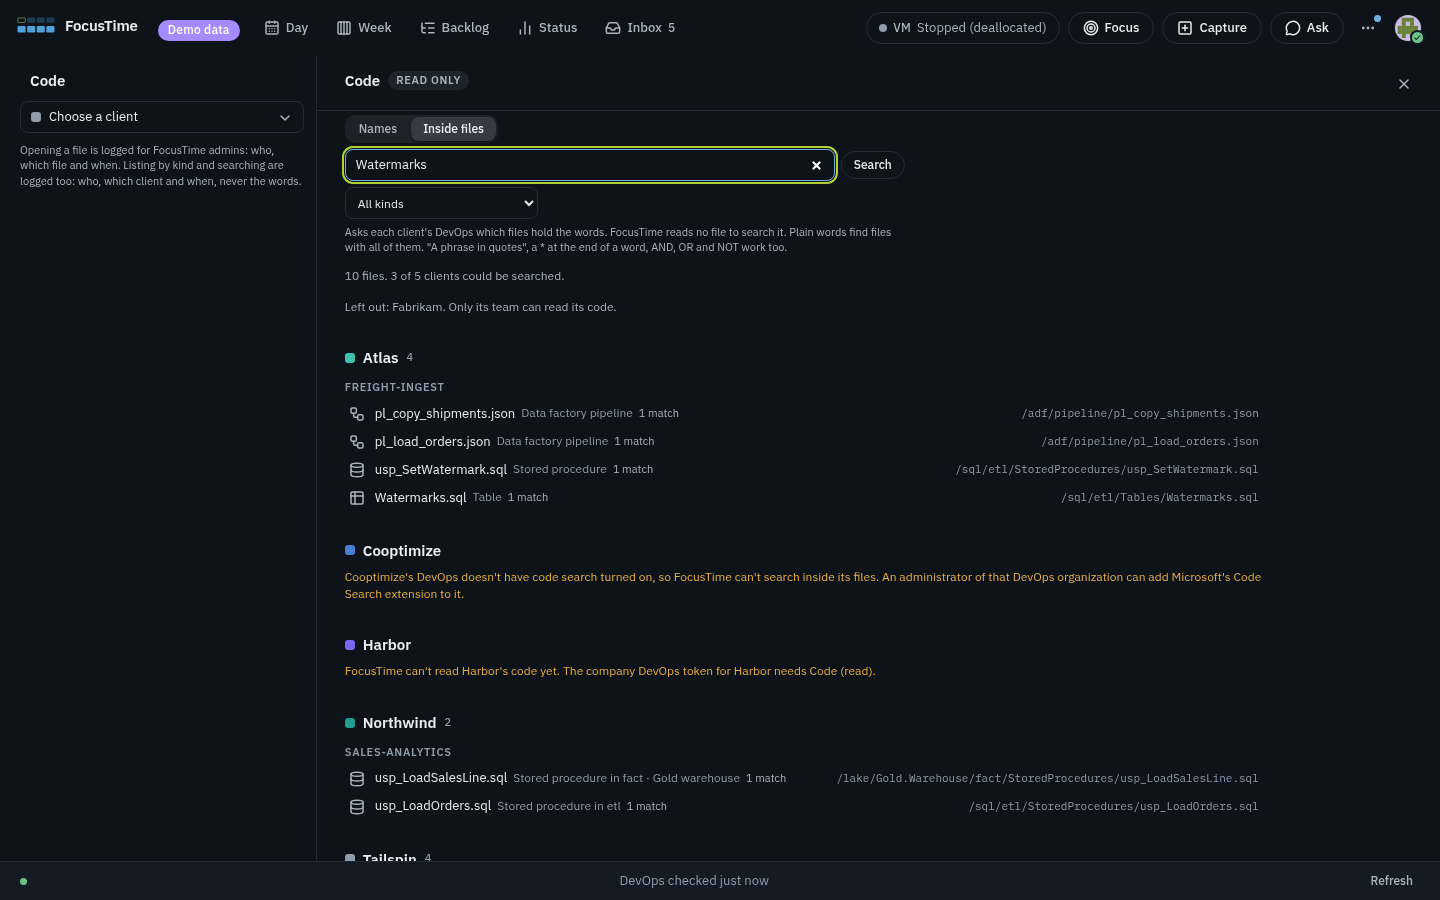 FocusTime
Demo data
Day
Week
Backlog
Status
Inbox 5
VM Stopped (deallocated)
Focus
Capture
Ask
Code
Choose a client
Opening a file is logged for FocusTime admins: who,
which file and when. Listing by kind and searching are
logged too: who, which client and when, never the words.
Code READ ONLY
Names Inside files
Watermarks
Search
All kinds
Asks each client's DevOps which files hold the words. FocusTime reads no file to search it. Plain words find files
with all of them. "A phrase in quotes", a * at the end of a word, AND, OR and NOT work too.
10 files. 3 of 5 clients could be searched.
Left out: Fabrikam. Only its team can read its code.
Atlas 4
FREIGHT-INGEST
pl_copy_shipments.json Data factory pipeline 1 match /adf/pipeline/pl_copy_shipments.json
pl_load_orders.json Data factory pipeline 1 match /adf/pipeline/pl_load_orders.json
usp_SetWatermark.sql Stored procedure 1 match /sql/etl/StoredProcedures/usp_SetWatermark.sql
Watermarks.sql Table 1 match /sql/etl/Tables/Watermarks.sql
Cooptimize
Cooptimize's DevOps doesn't have code search turned on, so FocusTime can't search inside its files. An administrator of that DevOps organization can add Microsoft's Code
Search extension to it.
Harbor
FocusTime can't read Harbor's code yet. The company DevOps token for Harbor needs Code (read).
Northwind 2
SALES-ANALYTICS
usp_LoadSalesLine.sql Stored procedure in fact · Gold warehouse 1 match /lake/Gold.Warehouse/fact/StoredProcedures/usp_LoadSalesLine.sql
usp_LoadOrders.sql Stored procedure in etl 1 match /sql/etl/StoredProcedures/usp_LoadOrders.sql
Tailspin 4
DevOps checked just now
Refresh